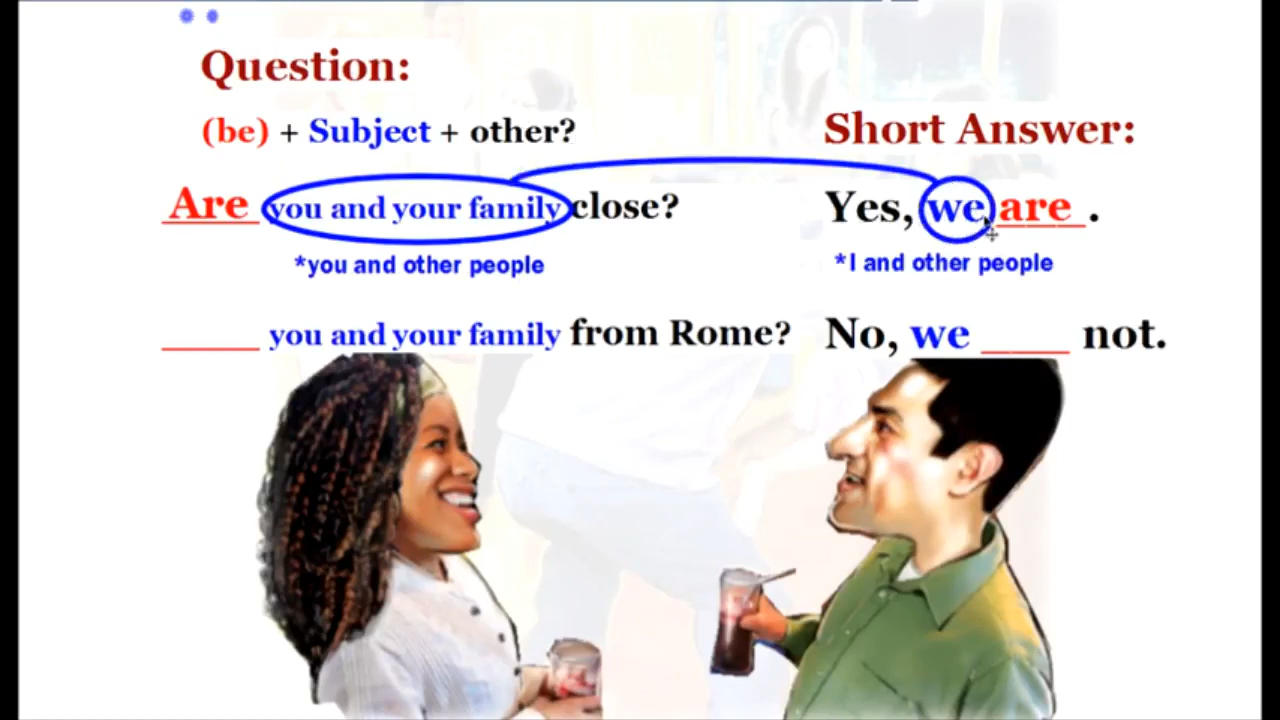 Question:
(be) + Subject + other?
Short Answer:
Are you and your family close?
Yes, we are .
*you and other people
*I and other people
_____ you and your family from Rome?
No, we ____ not.